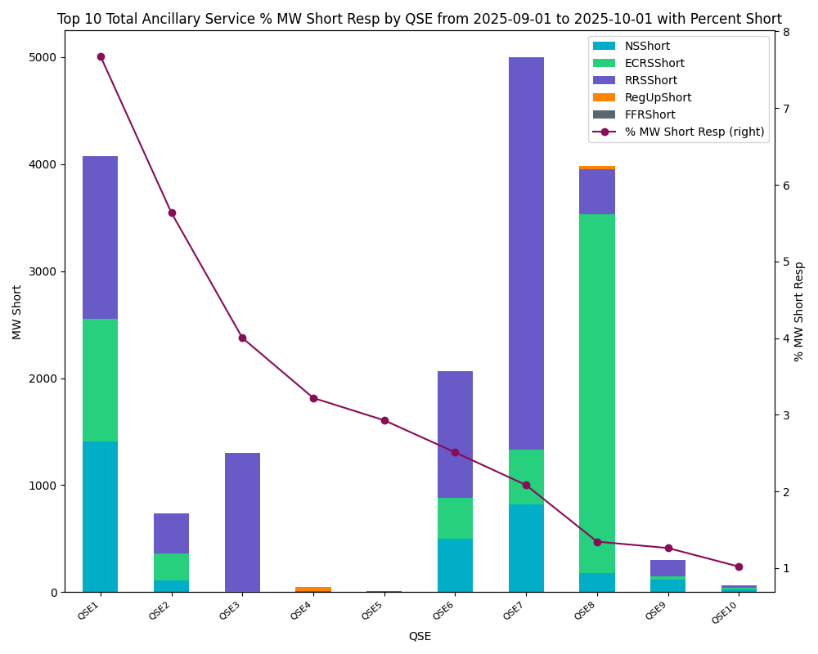 Top 10 Total Ancillary Service % MW Short Resp by QSE from 2025-09-01 to 2025-10-01 with Percent Short
NSShort
ECRSShort
RRSShort
RegUpShort
FFRShort
% MW Short Resp (right)
MW Short
5000
4000
3000
2000
1000
0
8
7
6
5
4
3
2
1
% MW Short Resp
QSE1
QSE2
QSE3
QSE4
QSE5
QSE6
QSE7
QSE8
QSE9
QSE10
QSE